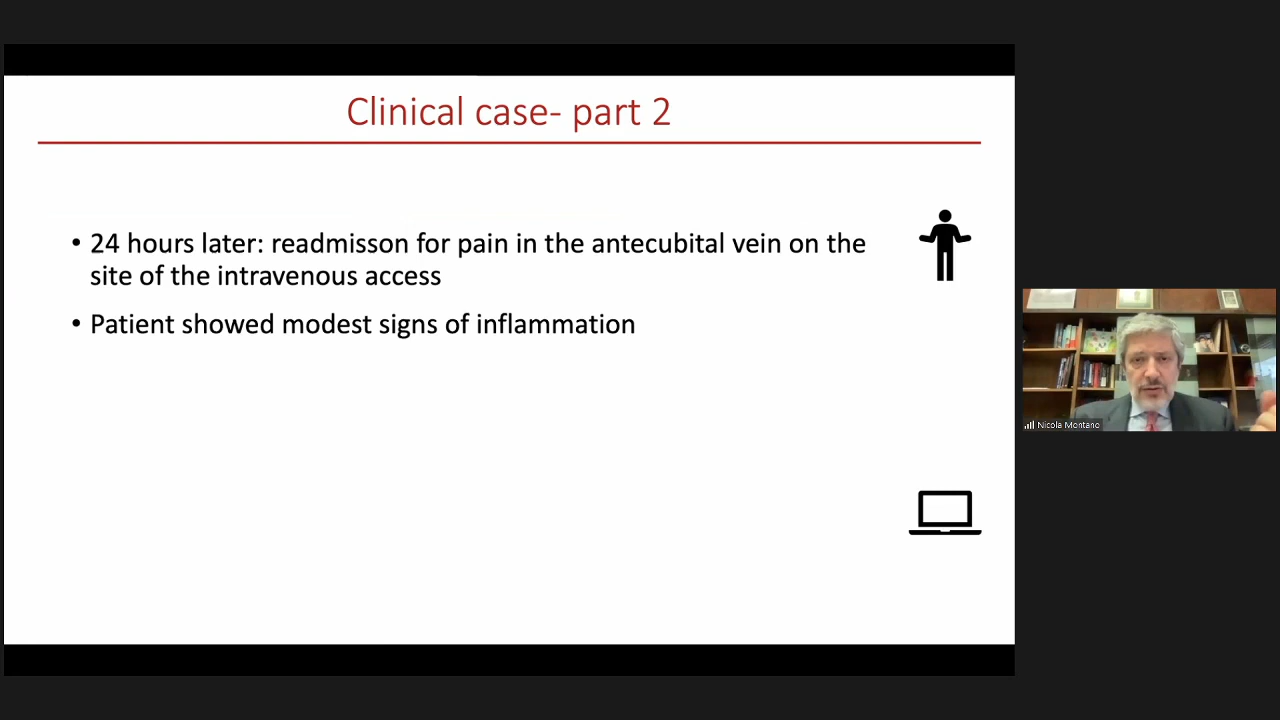 Clinical case- part 2
• 24 hours later: readmisson for pain in the antecubital vein on the
site of the intravenous access
• Patient showed modest signs of inflammation
Nicola Montano